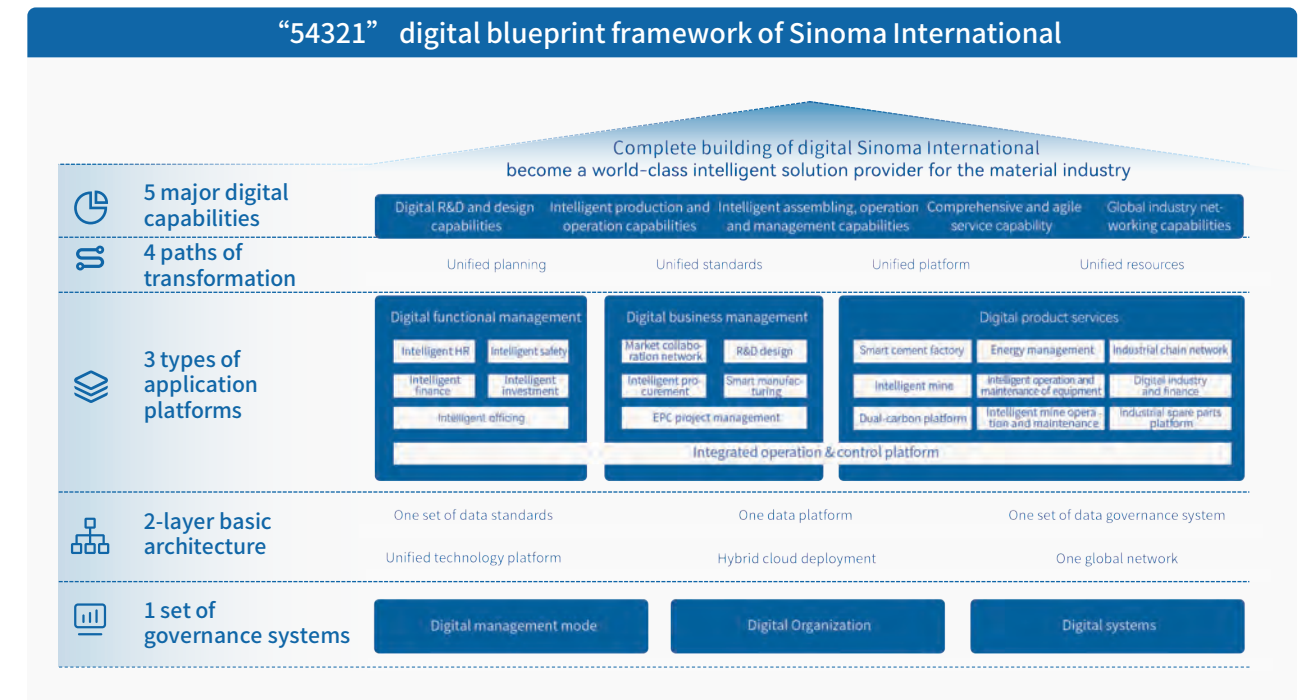 “54321” digital blueprint framework of Sinoma International
Complete building of digital Sinoma International
become a world-class intelligent solution provider for the material industry
5 major digital
capabilities
Digital R&D and design
capabilities
Intelligent production and
operation capabilities
Intelligent assembling, operation
and management capabilities
Comprehensive and agile
service capability
Global industry net-
working capabilities
4 paths of
transformation
Unified planning
Unified standards
Unified platform
Unified resources
3 types of
application
platforms
Digital functional management
Intelligent HR
Intelligent safety
Intelligent
finance
Intelligent
investment
Intelligent officing
Digital business management
Market collabo-
ration network
R&D design
Intelligent pro-
curement
Smart manufac-
turing
EPC project management
Digital product services
Smart cement factory
Energy management
Industrial chain network
Intelligent mine
Intelligent operation and
maintenance of equipment
Digital industry
and finance
Dual-carbon platform
Intelligent mine opera-
tion and maintenance
Industrial spare parts
platform
Integrated operation & control platform
2-layer basic
architecture
One set of data standards
One data platform
One set of data governance system
Unified technology platform
Hybrid cloud deployment
One global network
1 set of
governance systems
Digital management mode
Digital Organization
Digital systems